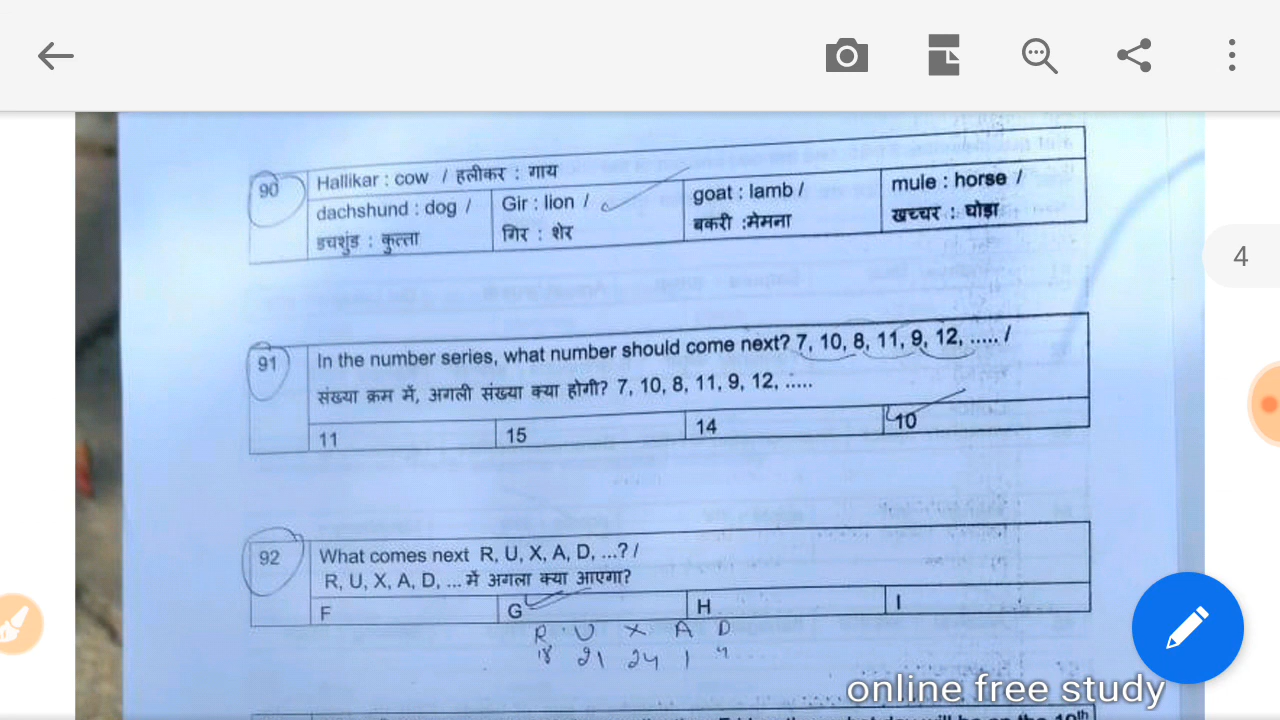 90
Hallikar : cow / हलीकर : गाय
dachshund : dog /
डचशुंड : कुत्ता
Gir : lion /
गिर : शेर
goat : lamb /
बकरी :मेमना
mule : horse /
खच्चर : घोड़ा
4
91
In the number series, what number should come next? 7, 10, 8, 11, 9, 12, ..... /
संख्या क्रम में, अगली संख्या क्या होगी? 7, 10, 8, 11, 9, 12, .....
11
15
14
10
92
What comes next R, U, X, A, D, ...? /
R, U, X, A, D, ... में अगला क्या आएगा?
F
G
H
I
R U X A D
18 21 24 1 4
online free study